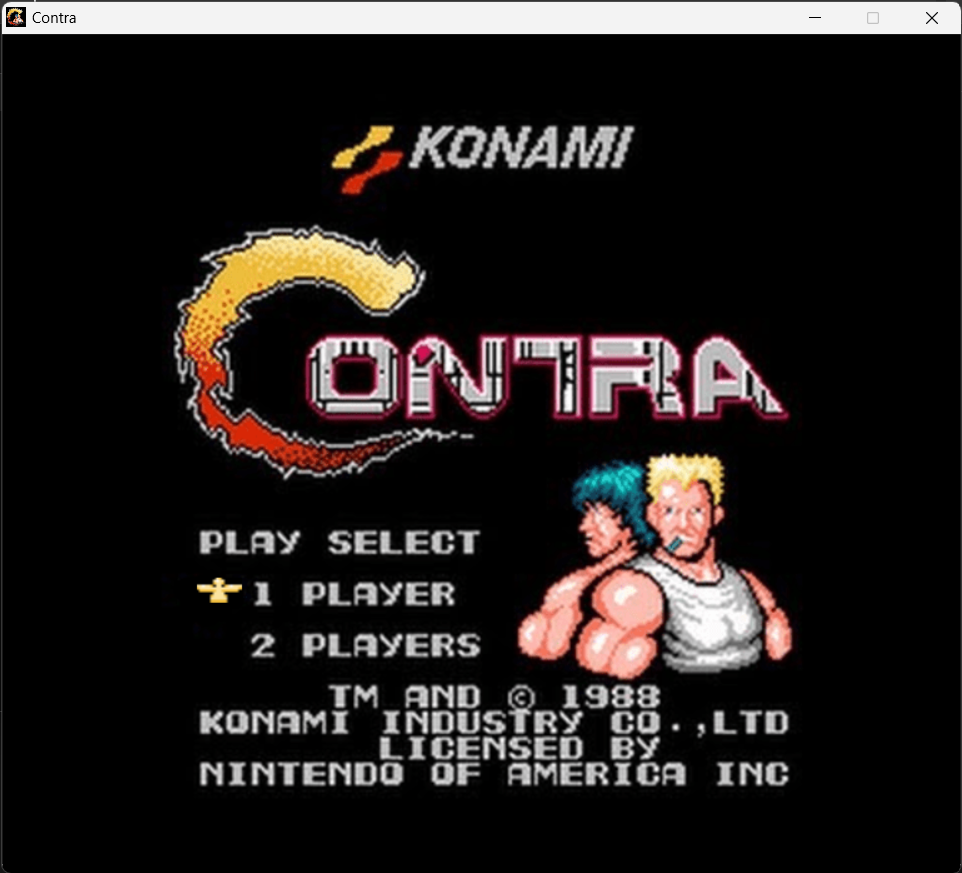 Contra
KONAMI
CONTRA
PLAY SELECT
1 PLAYER
2 PLAYERS
TM AND © 1988
KONAMI INDUSTRY CO.,LTD
LICENSED BY
NINTENDO OF AMERICA INC